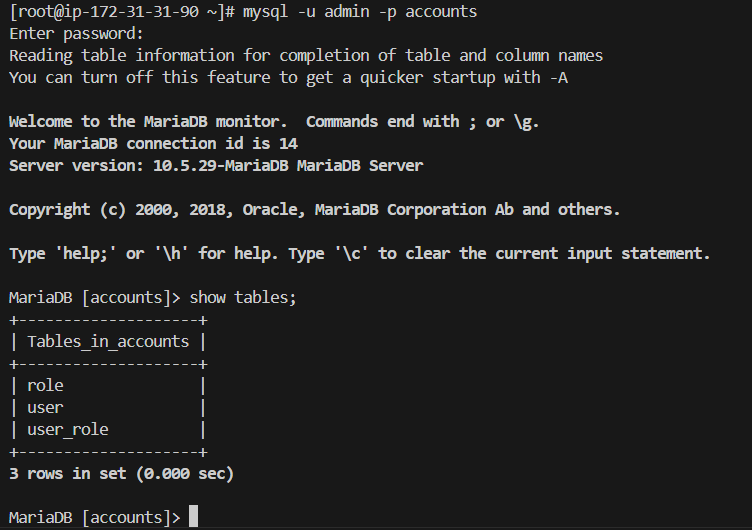 [root@ip-172-31-31-90 ~]# mysql -u admin -p accounts
Enter password:
Reading table information for completion of table and column names
You can turn off this feature to get a quicker startup with -A
Welcome to the MariaDB monitor.  Commands end with ; or \g.
Your MariaDB connection id is 14
Server version: 10.5.29-MariaDB MariaDB Server
Copyright (c) 2000, 2018, Oracle, MariaDB Corporation Ab and others.
Type 'help;' or '\h' for help. Type '\c' to clear the current input statement.
MariaDB [accounts]> show tables;
+--------------------+
| Tables_in_accounts |
+--------------------+
| role               |
| user               |
| user_role          |
+--------------------+
3 rows in set (0.000 sec)
MariaDB [accounts]>